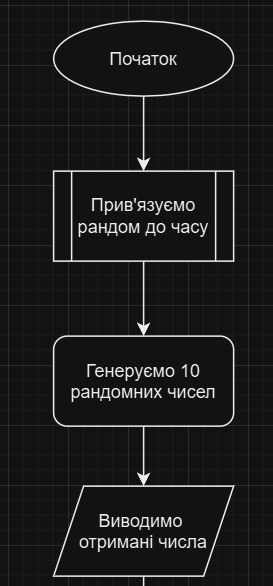 Початок
Прив'язуємо
рандом до часу
Генеруємо 10
рандомних чисел
Виводимо
отримані числа